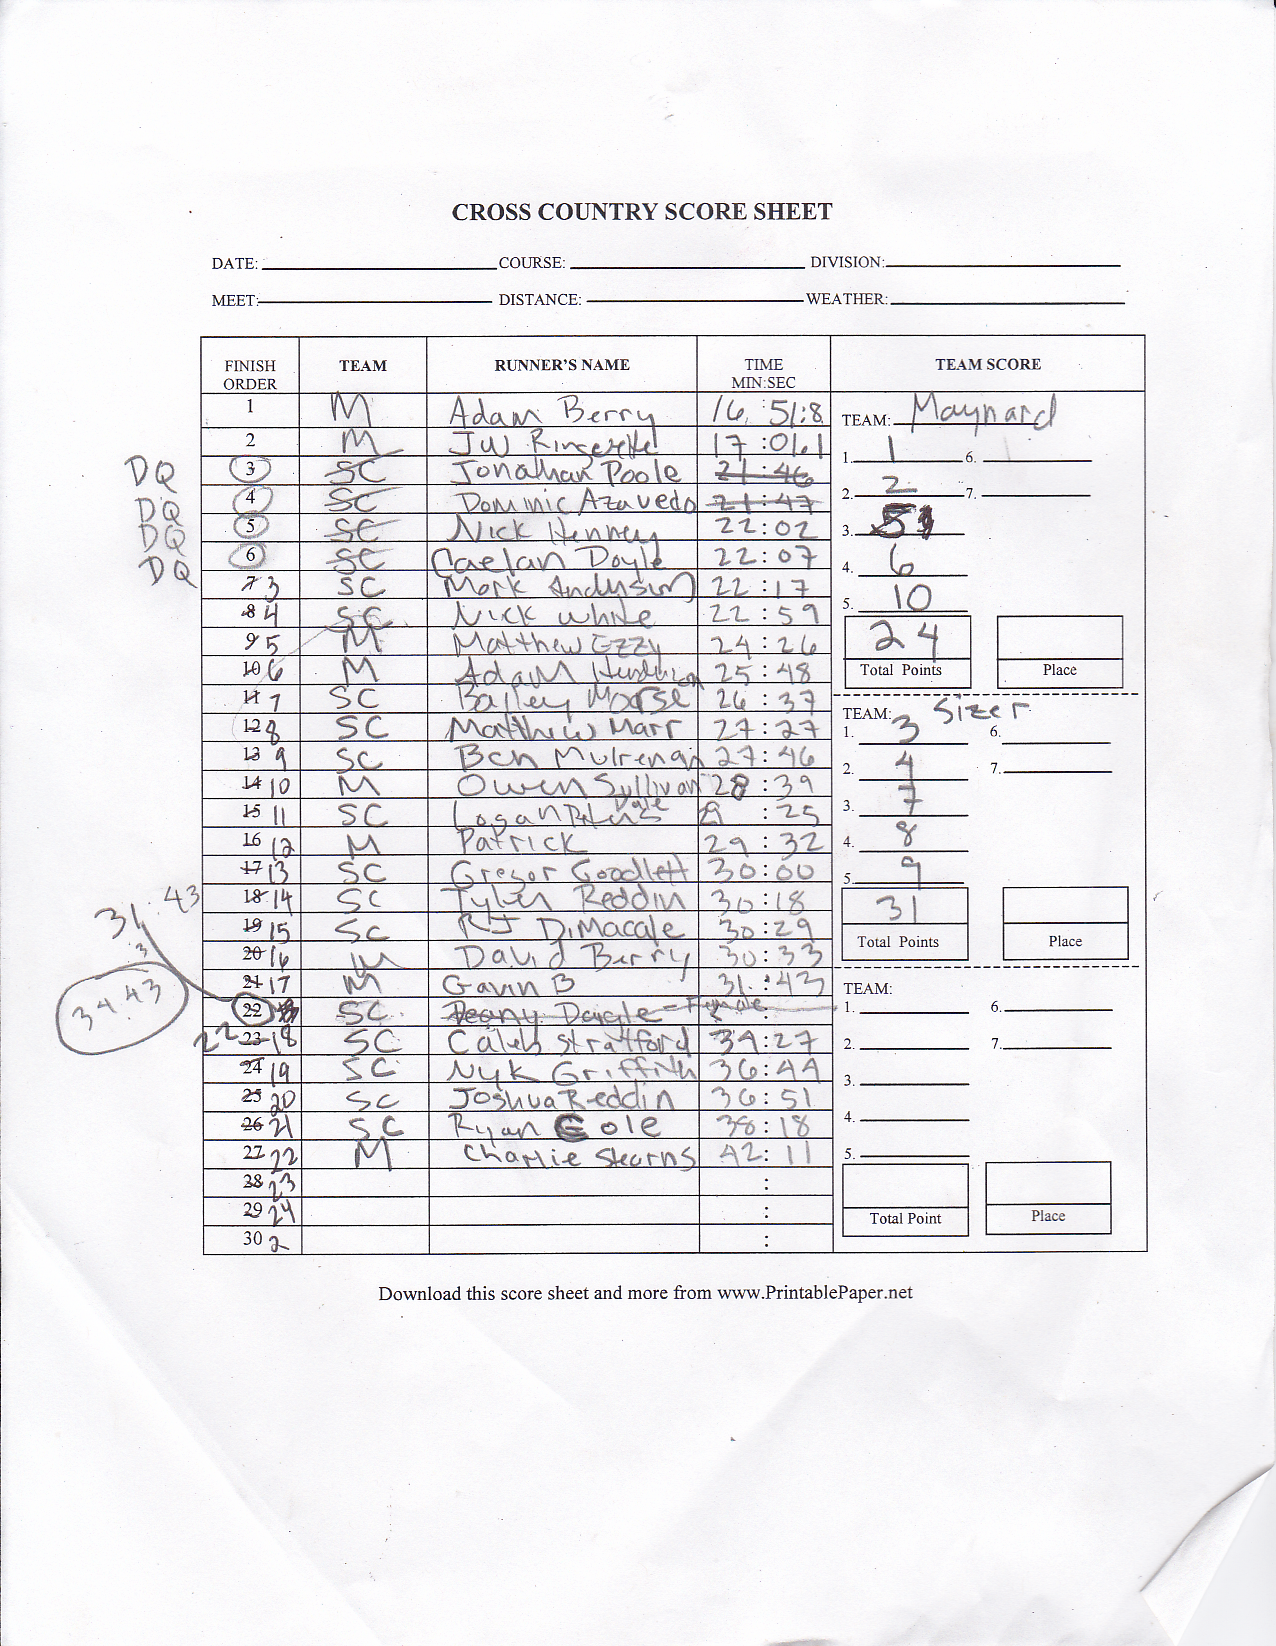 CROSS COUNTRY SCORE SHEET
DATE: COURSE: DIVISION:
MEET: DISTANCE: WEATHER:
FINISH ORDER TEAM RUNNER'S NAME TIME MIN:SEC TEAM SCORE
1 M Adam Berry 16 51:8
2 M JW 17:01.1
DQ 3 SC Jonathan Poole 21:46
DQ 4 SC Dominic Azavedo 21:47
DQ 5 SC Nick Henney 22:02
DQ 6 SC Caelan Doyle 22:07
7 3 SC Mark 22:17
8 4 SC Nick White 22:59
9 5 M Matthew Ezzy 24:26
10 6 M Adam 25:48
11 7 SC Bailey Morse 26:37
12 8 SC Matthew Marr 27:27
13 9 SC Ben Mulrenan 27:46
14 10 M Owen Sullivan 28:39
15 11 SC Logan :25
16 12 M Patrick 29:32
17 13 SC Gregor Goodlett 30:00
18 14 SC Tyler Reddin 30:18
19 15 SC RJ DiMacale 30:29
20 16 M David Berry 30:33
21 17 M Gavin B 31:43
22 SC Daigle - Female :
22 23 18 SC Caleb Stratford 34:27
24 19 SC Nyk Griffith 36:44
25 20 SC Joshua Reddin 36:51
26 21 SC Ryan Cole 38:18
27 22 M Charlie Stearns 42:11
28 23 :
29 24 :
30 2 :
31.43
3
34.43
TEAM: Maynard
1. 1 6.
2. 2 7.
3. 5
4. 6
5. 10
24
Total Points Place
TEAM: Sizer
1. 3 6.
2. 4 7.
3. 7
4. 8
5. 9
31
Total Points Place
TEAM:
1. 6.
2. 7.
3.
4.
5.
Total Point Place
Download this score sheet and more from www.PrintablePaper.net